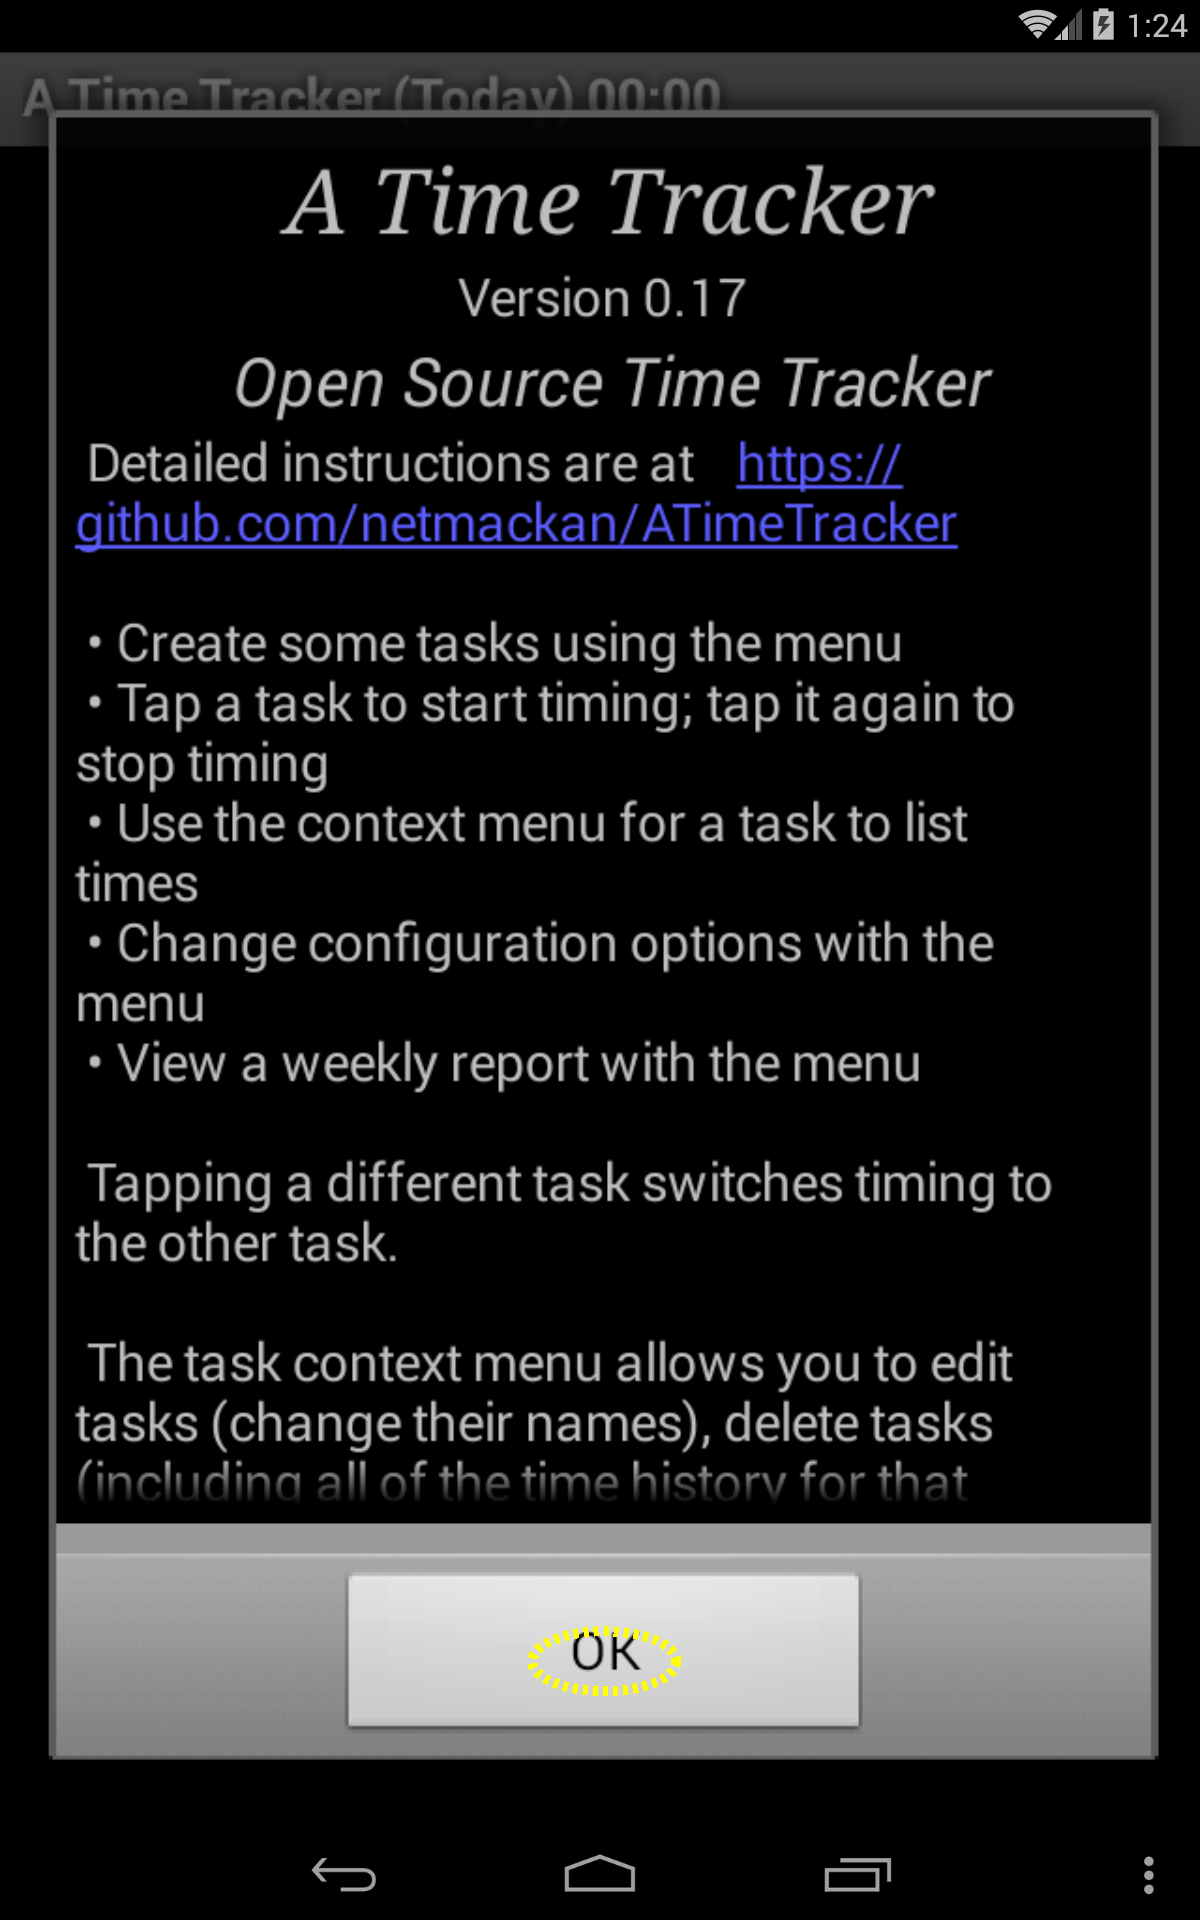 1:24
A Time Tracker (Today) 00:00
A Time Tracker
Version 0.17
Open Source Time Tracker
Detailed instructions are at https://
github.com/netmackan/ATimeTracker
• Create some tasks using the menu
• Tap a task to start timing; tap it again to
stop timing
• Use the context menu for a task to list
times
• Change configuration options with the
menu
• View a weekly report with the menu
Tapping a different task switches timing to
the other task.
The task context menu allows you to edit
tasks (change their names), delete tasks
(including all of the time history for that
OK